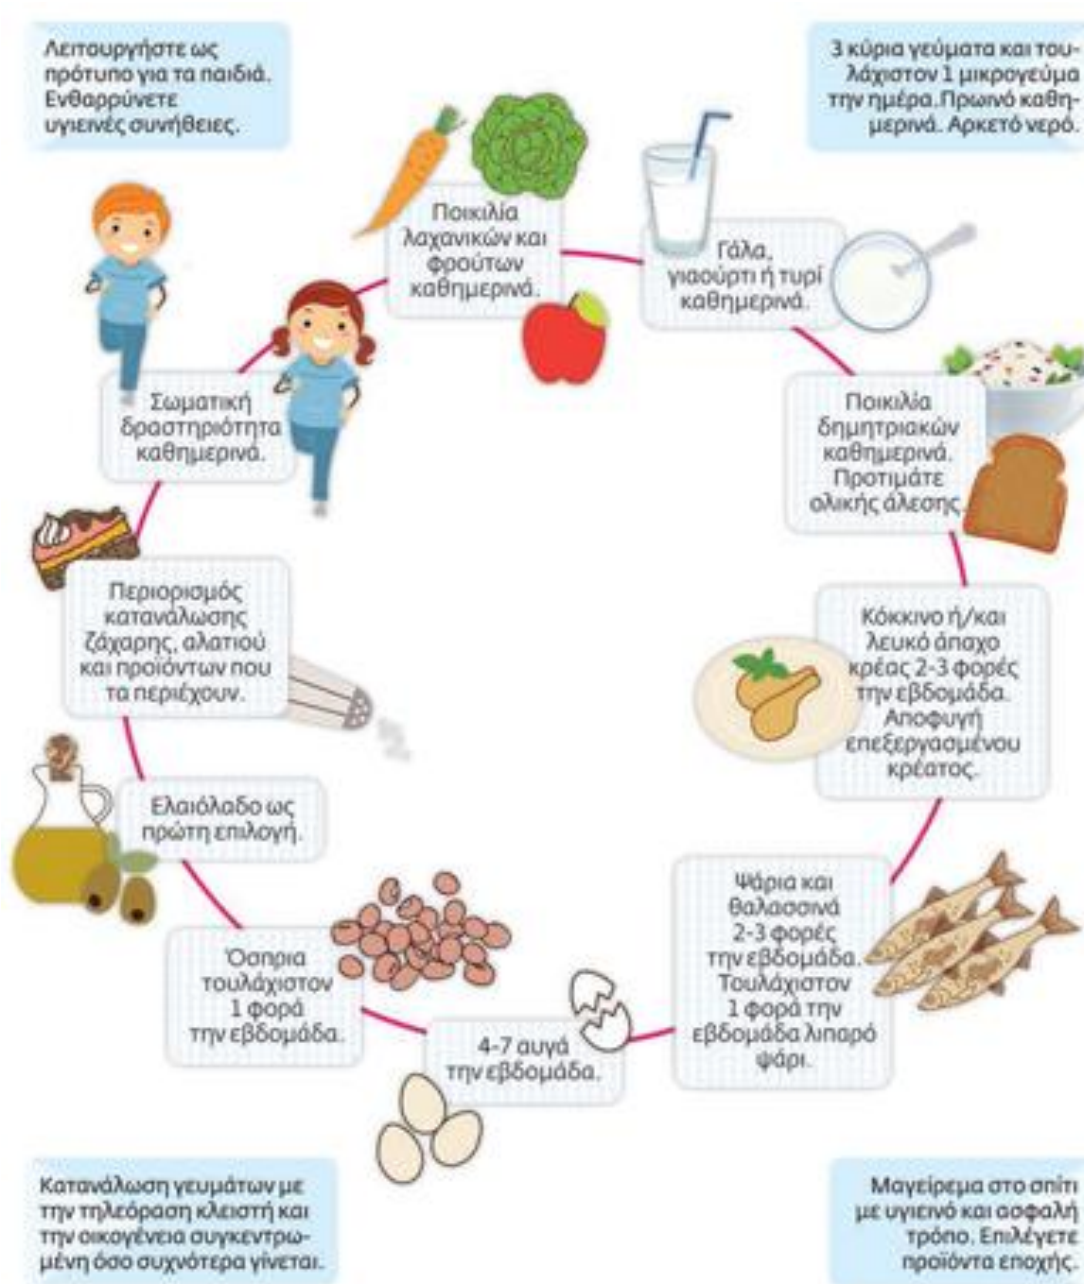 Λειτουργήστε ως
πρότυπο για τα παιδιά.
Ενθαρρύνετε
υγιεινές συνήθειες.
3 κύρια γεύματα και του-
λάχιστον 1 μικρογεύμα
την ημέρα.Πρωινό καθη-
μερινά. Αρκετό νερό.
Ποικιλία
λαχανικών και
φρούτων
καθημερινά.
Γάλα,
γιαούρτι ή τυρί
καθημερινά.
Ποικιλία
δημητριακών
καθημερινά.
Προτιμάτε
ολικής άλεσης.
Κόκκινο ή/και
λευκό άπαχο
κρέας 2-3 φορές
την εβδομάδα.
Αποφυγή
επεξεργασμένου
κρέατος.
Ψάρια και
θαλασσινά
2-3 φορές
την εβδομάδα.
Τουλάχιστον
1 φορά την
εβδομάδα λιπαρό
ψάρι.
4-7 αυγά
την εβδομάδα.
Όσπρια
τουλάχιστον
1 φορά
την εβδομάδα.
Ελαιόλαδο ως
πρώτη επιλογή.
Περιορισμός
κατανάλωσης
ζάχαρης, αλατιού
και προϊόντων που
τα περιέχουν.
Σωματική
δραστηριότητα
καθημερινά.
Κατανάλωση γευμάτων με
την τηλεόραση κλειστή και
την οικογένεια συγκεντρω-
μένη όσο συχνότερα γίνεται.
Μαγείρεμα στο σπίτι
με υγιεινό και ασφαλή
τρόπο. Επιλέγετε
προϊόντα εποχής.